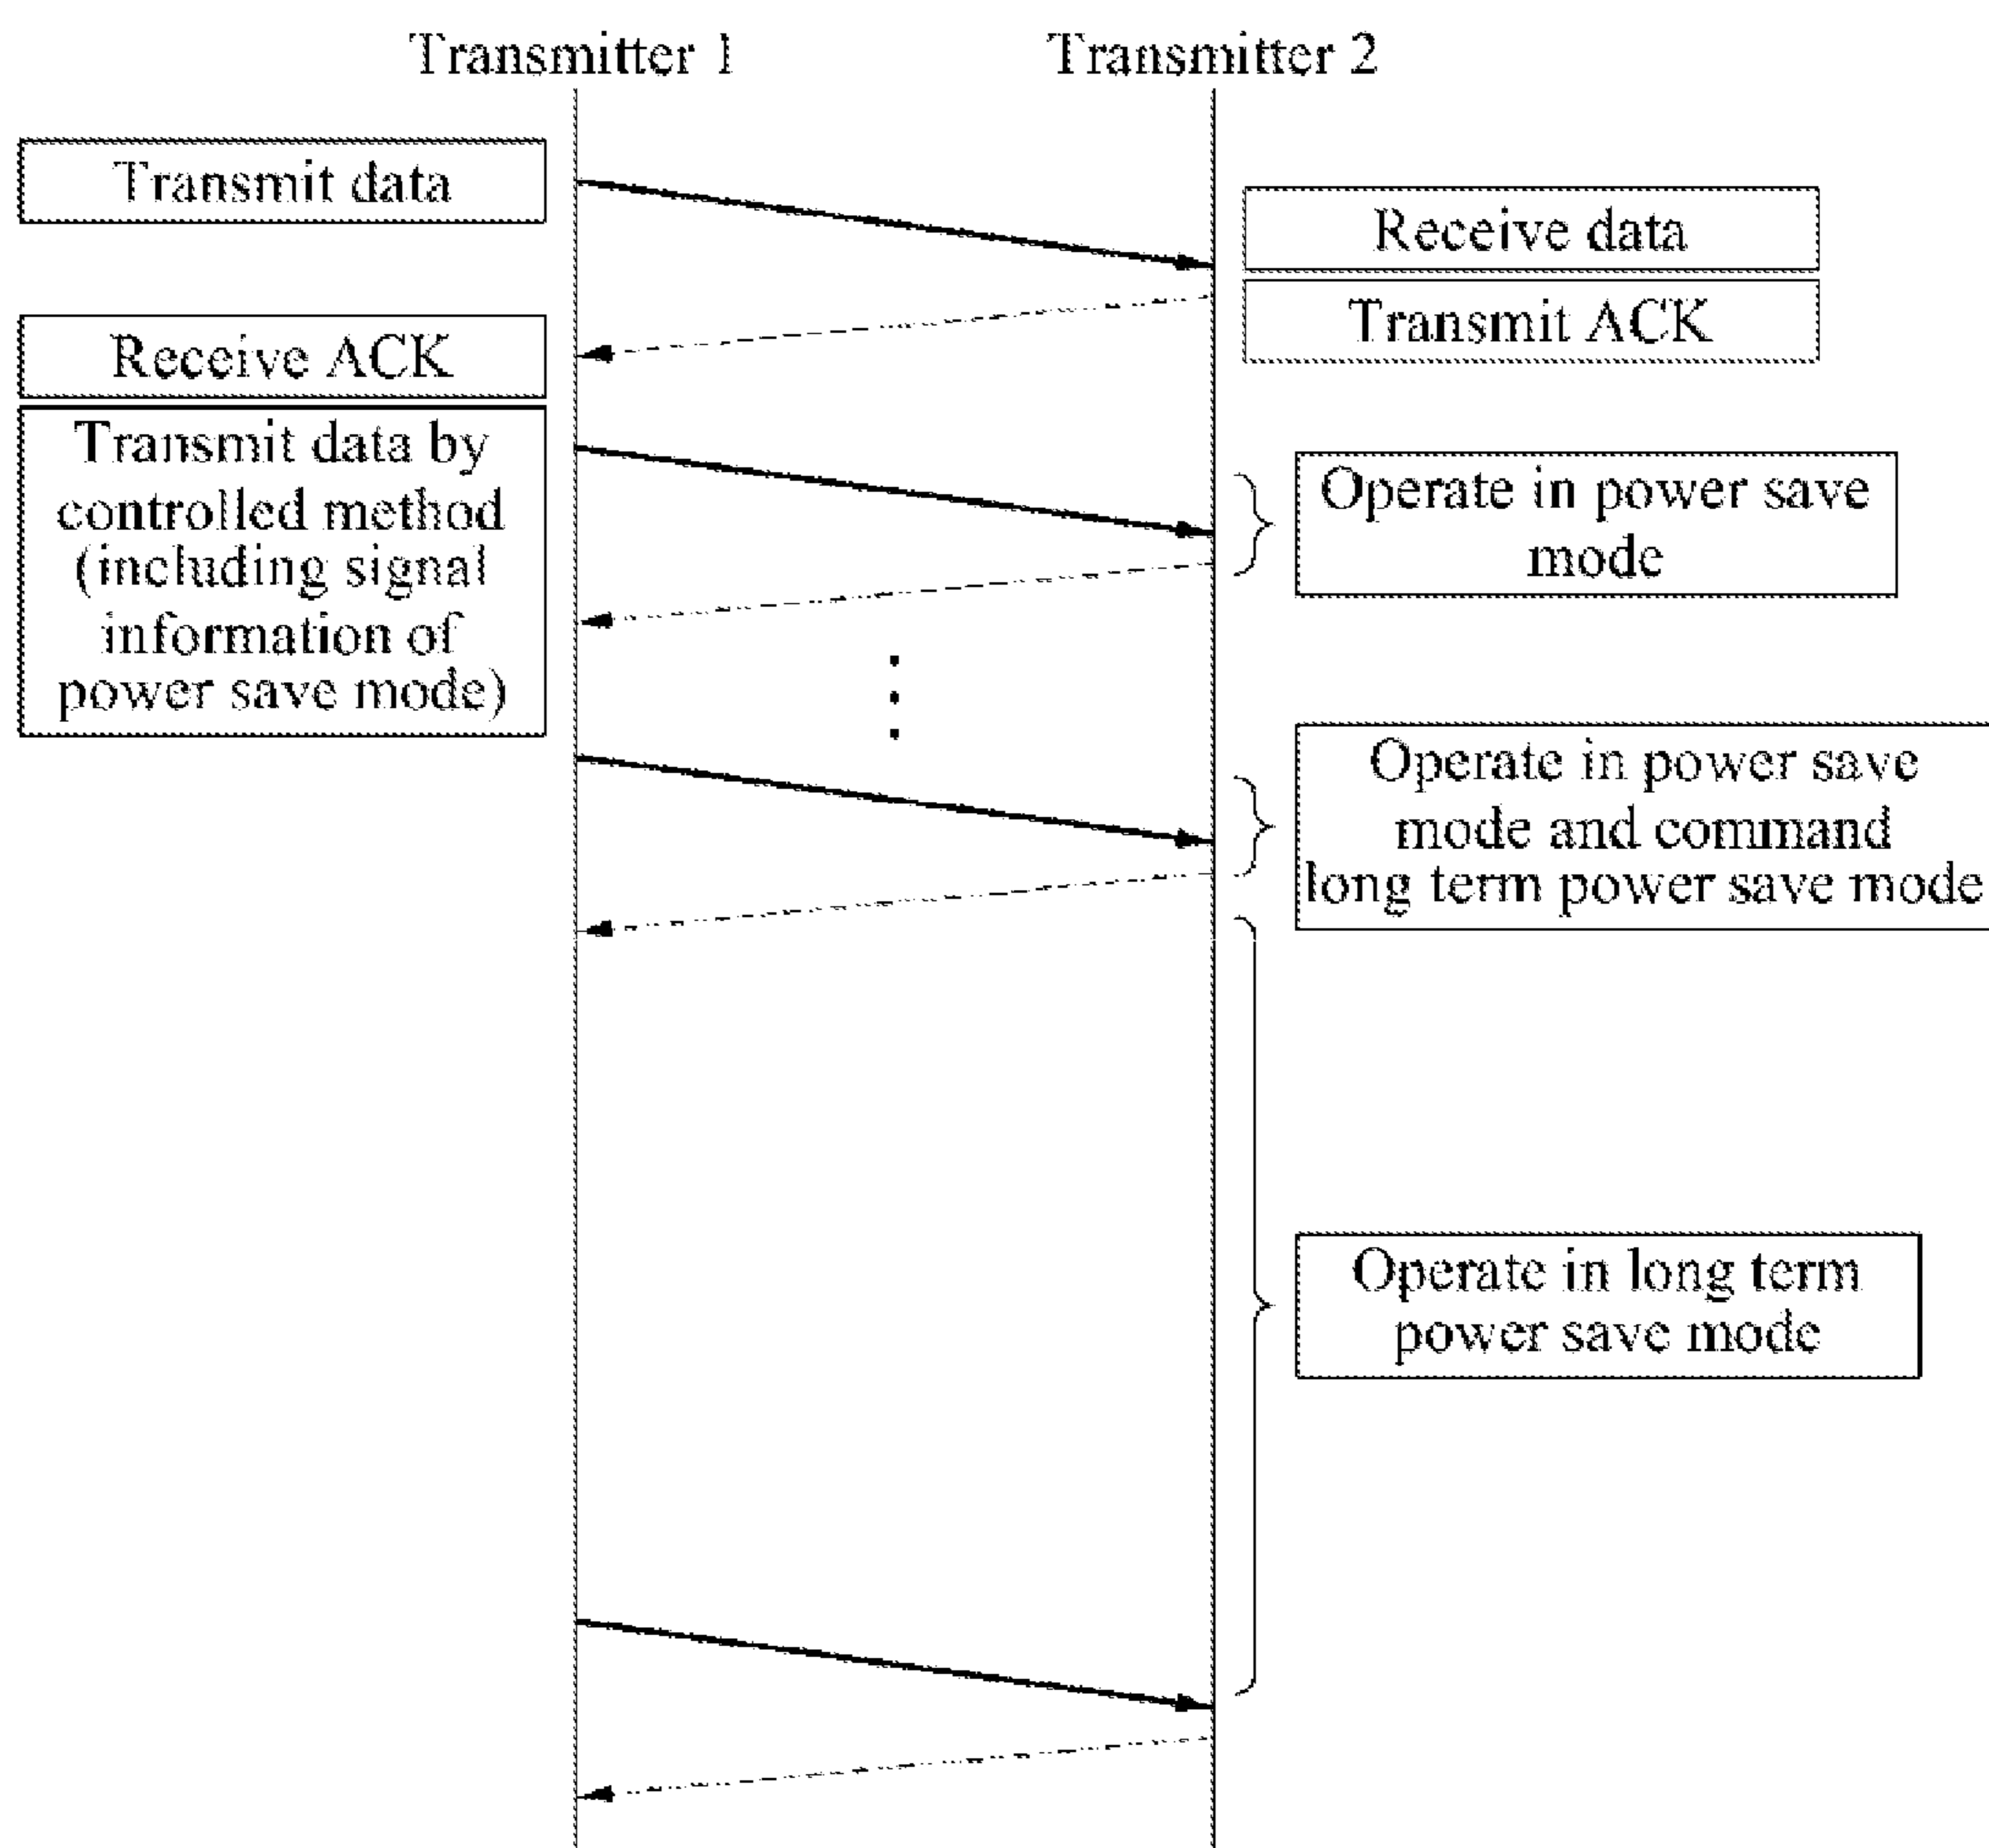 Transmitter 1
Transmitter 2
Transmit data
Receive data
Transmit ACK
Receive ACK
Transmit data by
controlled method
(including signal
information of
power save mode)
Operate in power save
mode
Operate in power save
mode and command
long term power save mode
Operate in long term
power save mode